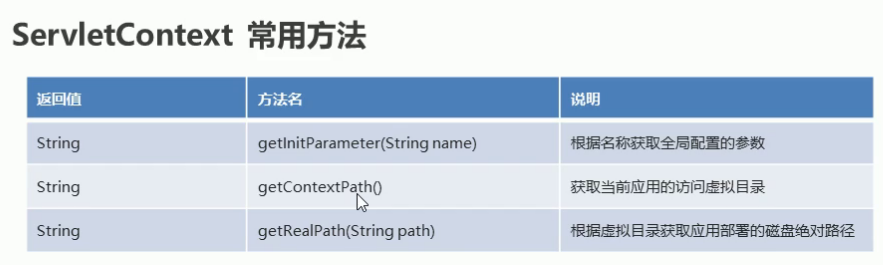 ServletContext 常用方法
返回值 方法名 说明
String getInitParameter(String name) 根据名称获取全局配置的参数
String getContextPath() 获取当前应用的访问虚拟目录
String getRealPath(String path) 根据虚拟目录获取应用部署的磁盘绝对路径